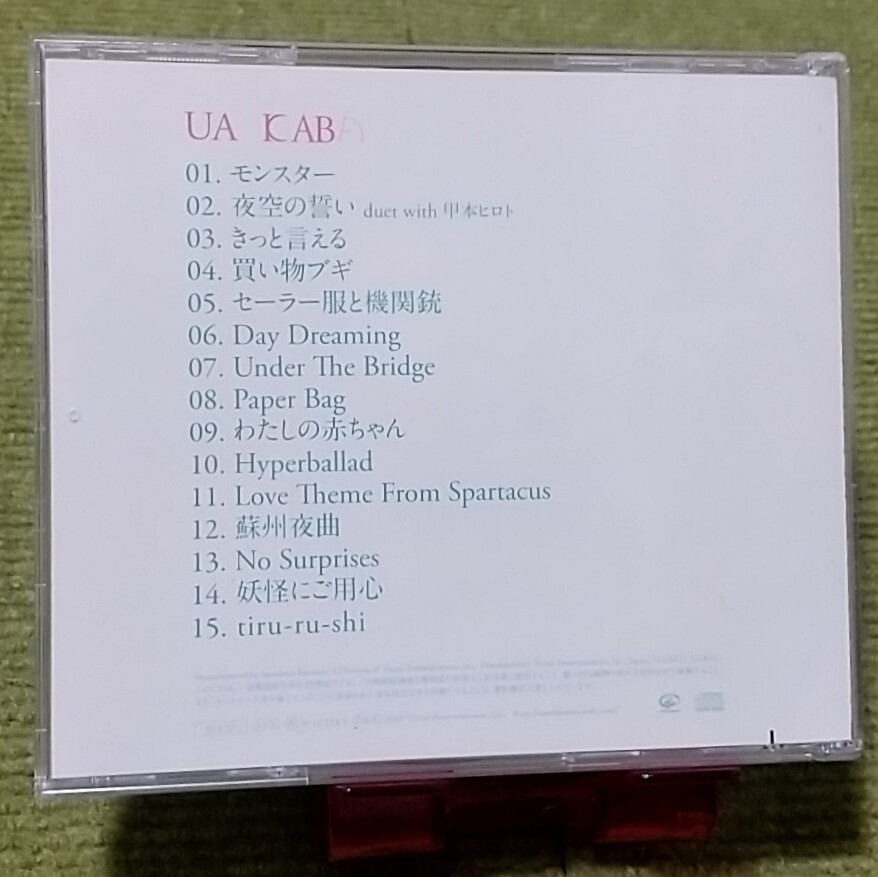 UA KABA
01. モンスター
02. 夜空の誓い duet with 甲本ヒロト
03. きっと言える
04. 買い物ブギ
05. セーラー服と機関銃
06. Day Dreaming
07. Under The Bridge
08. Paper Bag
09. わたしの赤ちゃん
10. Hyperballad
11. Love Theme From Spartacus
12. 蘇州夜曲
13. No Surprises
14. 妖怪にご用心
15. tiru-ru-shi